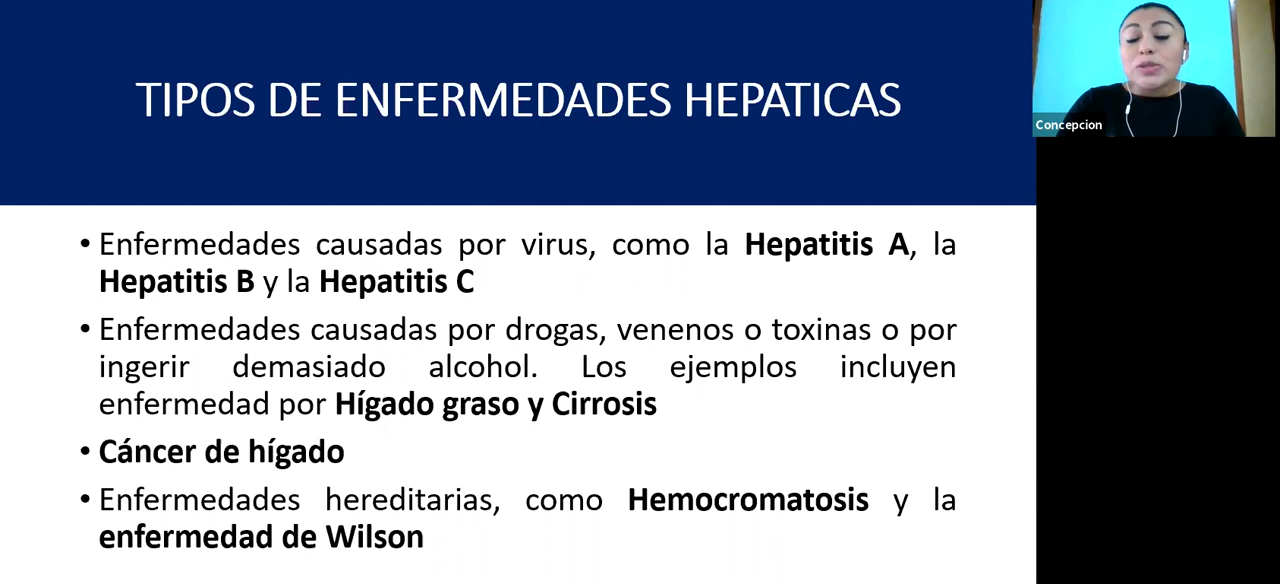 TIPOS DE ENFERMEDADES HEPATICAS
Concepcion
• Enfermedades causadas por virus, como la Hepatitis A, la
Hepatitis B y la Hepatitis C
• Enfermedades causadas por drogas, venenos o toxinas o por
ingerir demasiado alcohol. Los ejemplos incluyen
enfermedad por Hígado graso y Cirrosis
• Cáncer de hígado
• Enfermedades hereditarias, como Hemocromatosis y la
enfermedad de Wilson